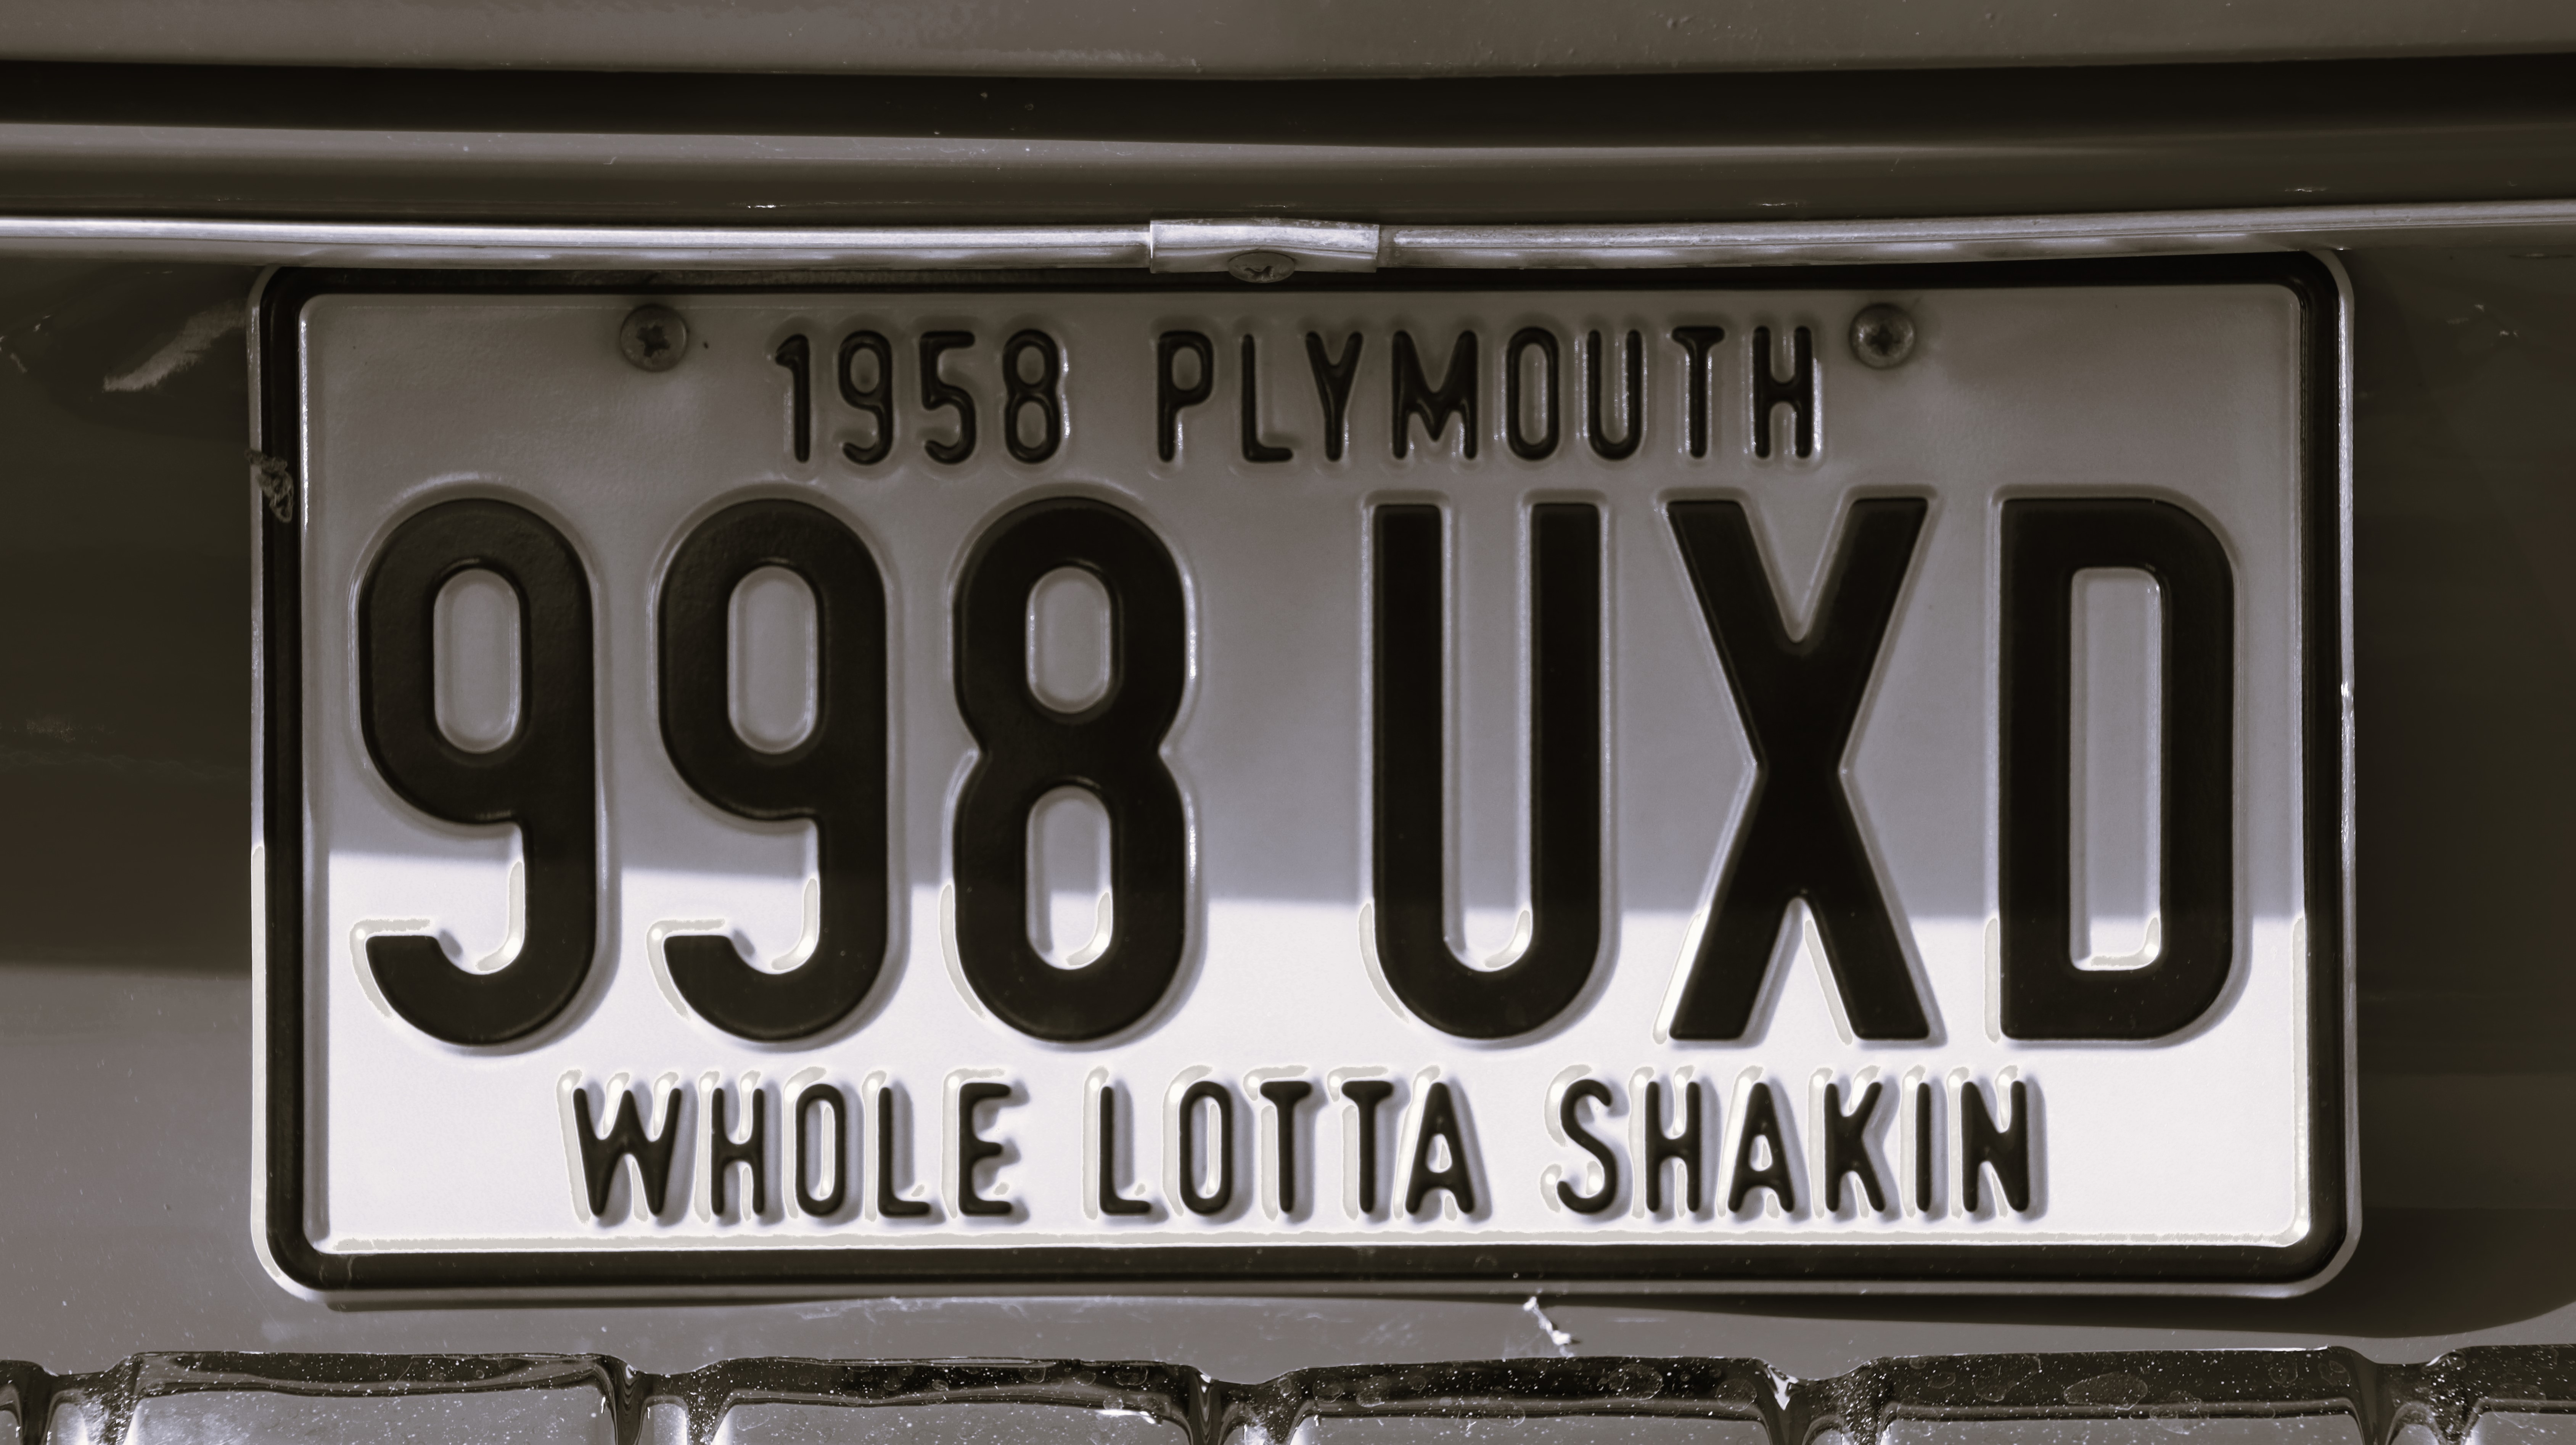 1958 PLYMOUTH
998 UXD
WHOLE LOTTA SHAKIN